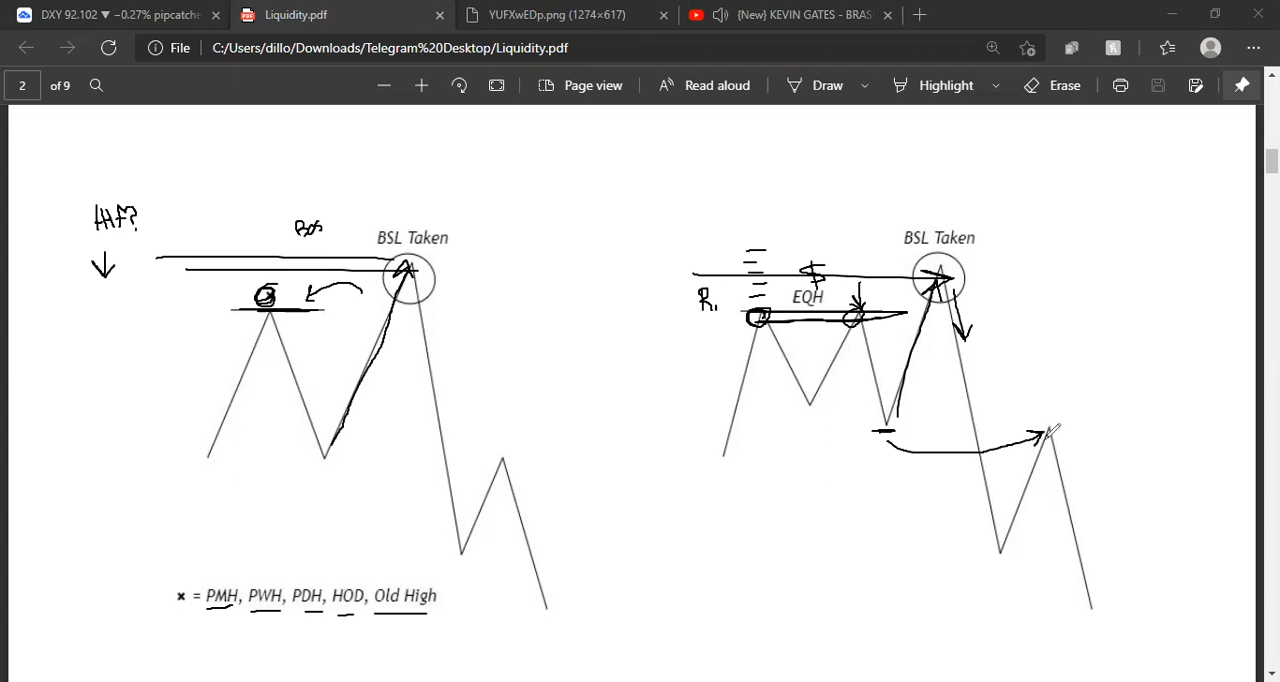 DXY 92.102 ▼ −0.27% pipcatche
Liquidity.pdf
YUFXwEDp.png (1274×617)
{New} KEVIN GATES - BRAS
File
C:/Users/dillo/Downloads/Telegram%20Desktop/Liquidity.pdf
2 of 9
Page view
Read aloud
Draw
Highlight
Erase
HTF?
BOS
BSL Taken
x = PMH, PWH, PDH, HOD, Old High
BSL Taken
$
R1
EQH